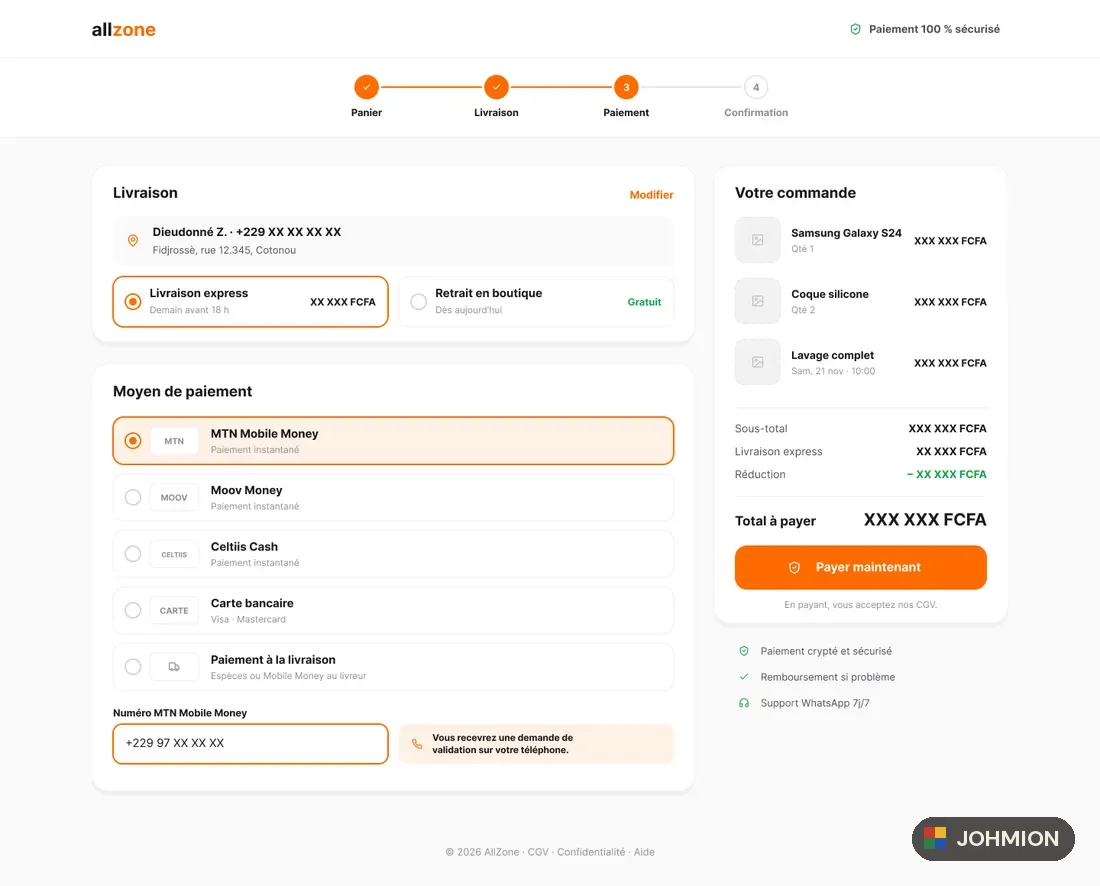 allzone
Paiement 100 % sécurisé
3
4
Panier
Livraison
Paiement
Confirmation
Livraison
Modifier
Dieudonné Z. · +229 XX XX XX XX
Fidjrossè, rue 12.345, Cotonou
Livraison express
Demain avant 18 h
XX XXX FCFA
Retrait en boutique
Dès aujourd'hui
Gratuit
Moyen de paiement
MTN
MTN Mobile Money
Paiement instantané
MOOV
Moov Money
Paiement instantané
CELTIIS
Celtiis Cash
Paiement instantané
CARTE
Carte bancaire
Visa · Mastercard
Paiement à la livraison
Espèces ou Mobile Money au livreur
Numéro MTN Mobile Money
+229 97 XX XX XX
Vous recevrez une demande de
validation sur votre téléphone.
Votre commande
Samsung Galaxy S24
Qté 1
XXX XXX FCFA
Coque silicone
Qté 2
XXX XXX FCFA
Lavage complet
Sam. 21 nov · 10:00
XXX XXX FCFA
Sous-total
XXX XXX FCFA
Livraison express
XX XXX FCFA
Réduction
− XX XXX FCFA
Total à payer
XXX XXX FCFA
Payer maintenant
En payant, vous acceptez nos CGV.
Paiement crypté et sécurisé
Remboursement si problème
Support WhatsApp 7j/7
© 2026 AllZone · CGV · Confidentialité · Aide
JOHMION